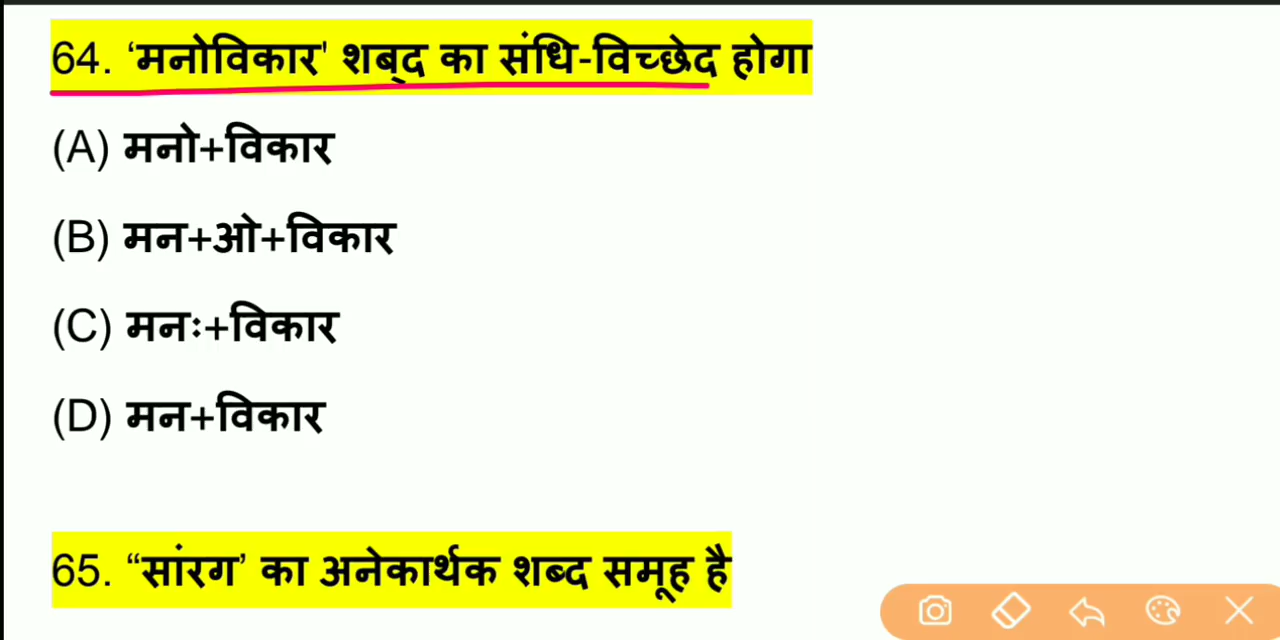 64. ‘मनोविकार' शब्द का संधि-विच्छेद होगा
(A) मनो+विकार
(B) मन+ओ+विकार
(C) मनः+विकार
(D) मन+विकार
65. “सांरग’ का अनेकार्थक शब्द समूह है